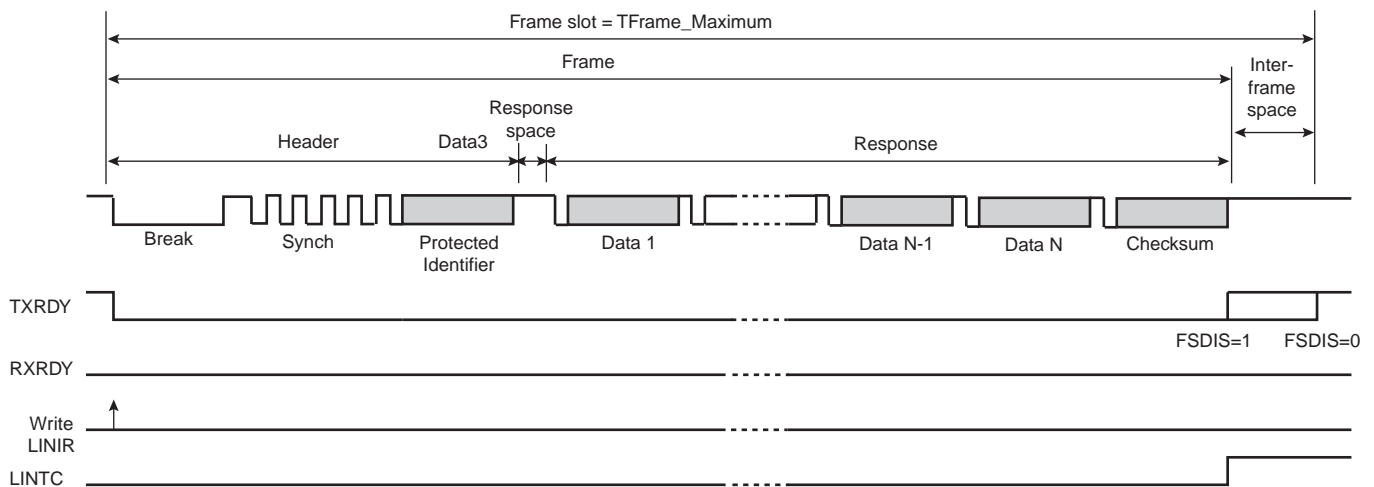 Frame slot = TFrame_Maximum
Frame
Inter-
frame
space
Response
space
Header
Data3
Response
Break
Synch
Protected
Identifier
Data 1
Data N-1
Data N
Checksum
TXRDY
FSDIS=1
FSDIS=0
RXRDY
Write
LINIR
LINTC